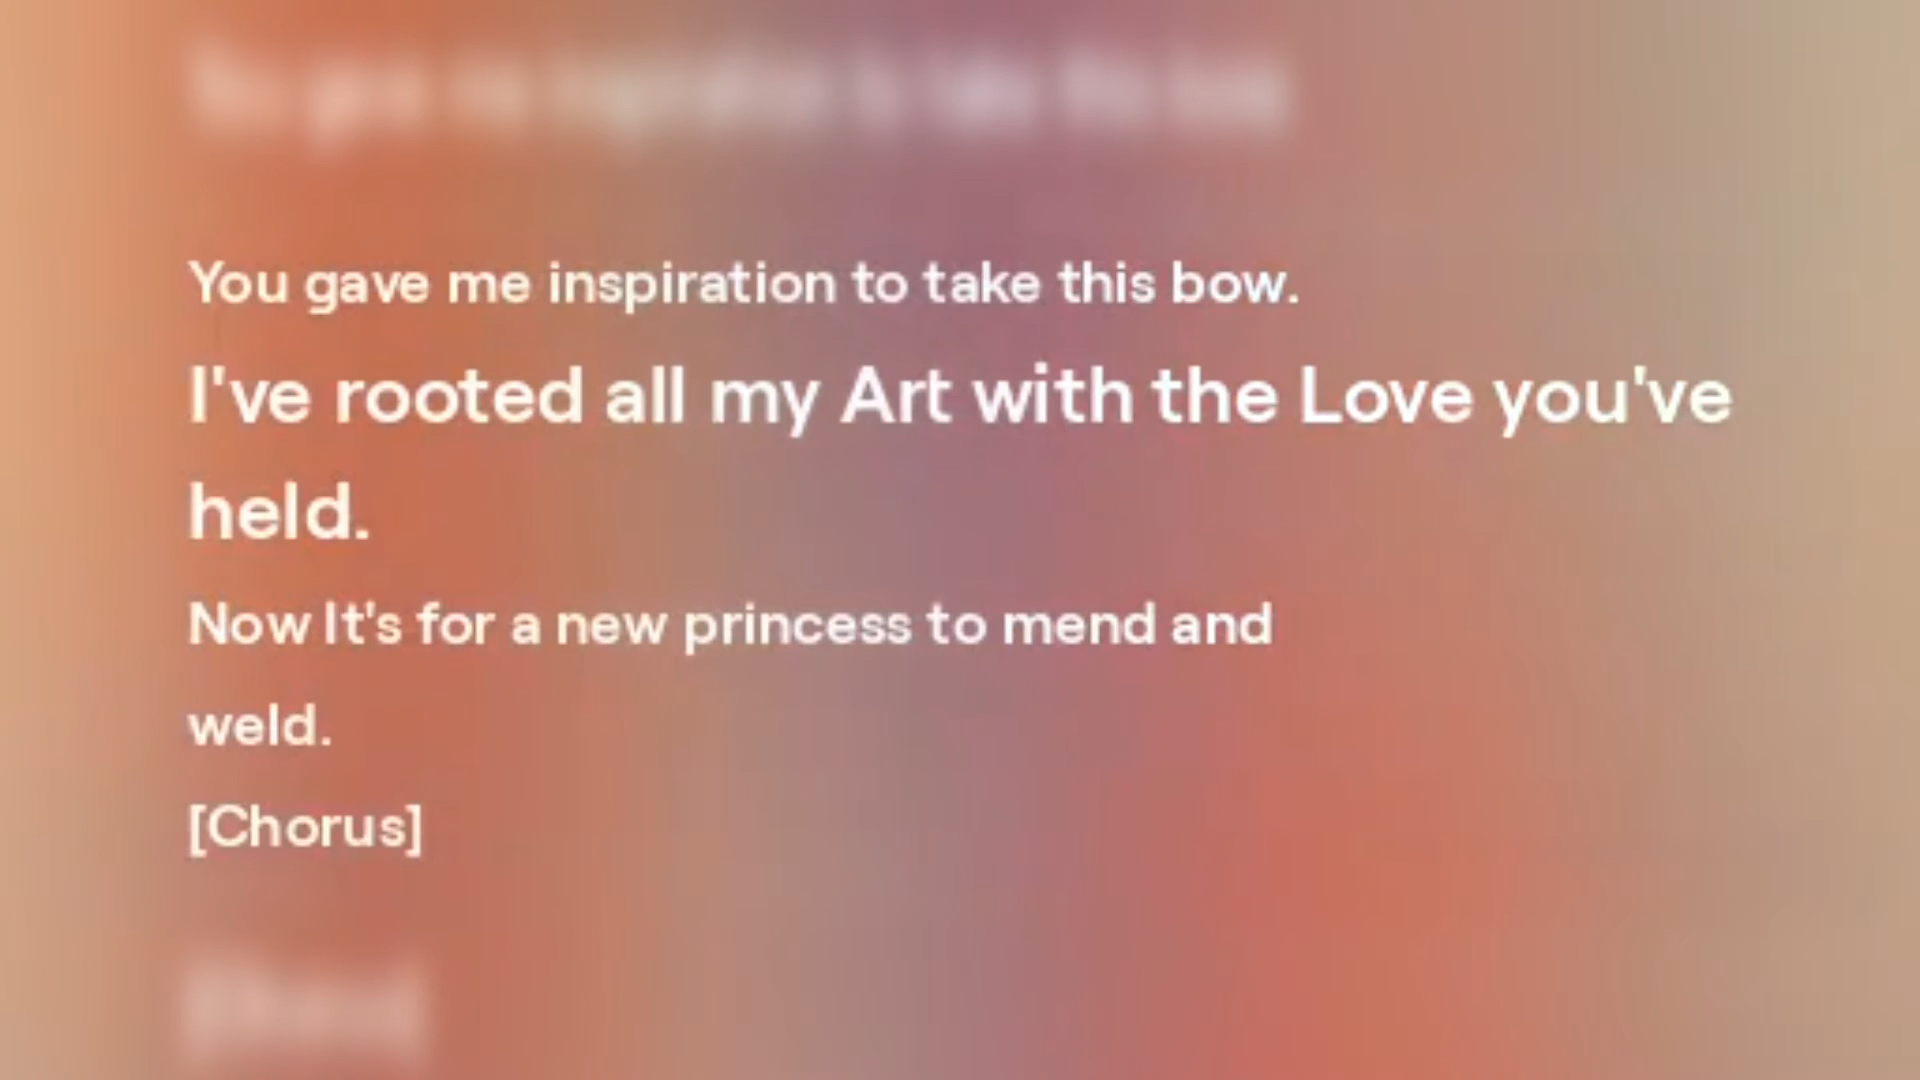 You gave me inspiration to take this bow.
I've rooted all my Art with the Love you've
held.
Now It's for a new princess to mend and
weld.
[Chorus]